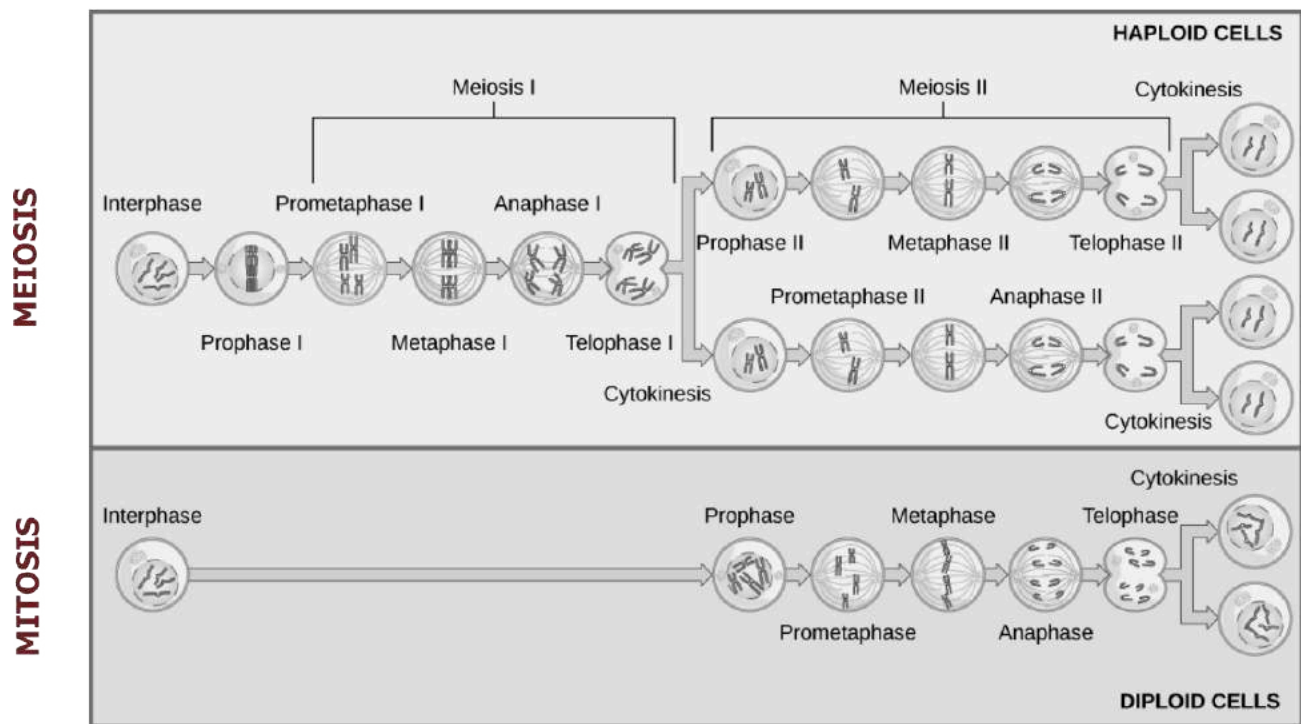 HAPLOID CELLS
MEIOSIS
Meiosis I
Meiosis II
Cytokinesis
Interphase
Prometaphase I
Anaphase I
Prophase II
Metaphase II
Telophase II
Prophase I
Metaphase I
Telophase I
Prometaphase II
Anaphase II
Cytokinesis
Cytokinesis
MITOSIS
Cytokinesis
Interphase
Prophase
Metaphase
Telophase
Prometaphase
Anaphase
DIPLOID CELLS